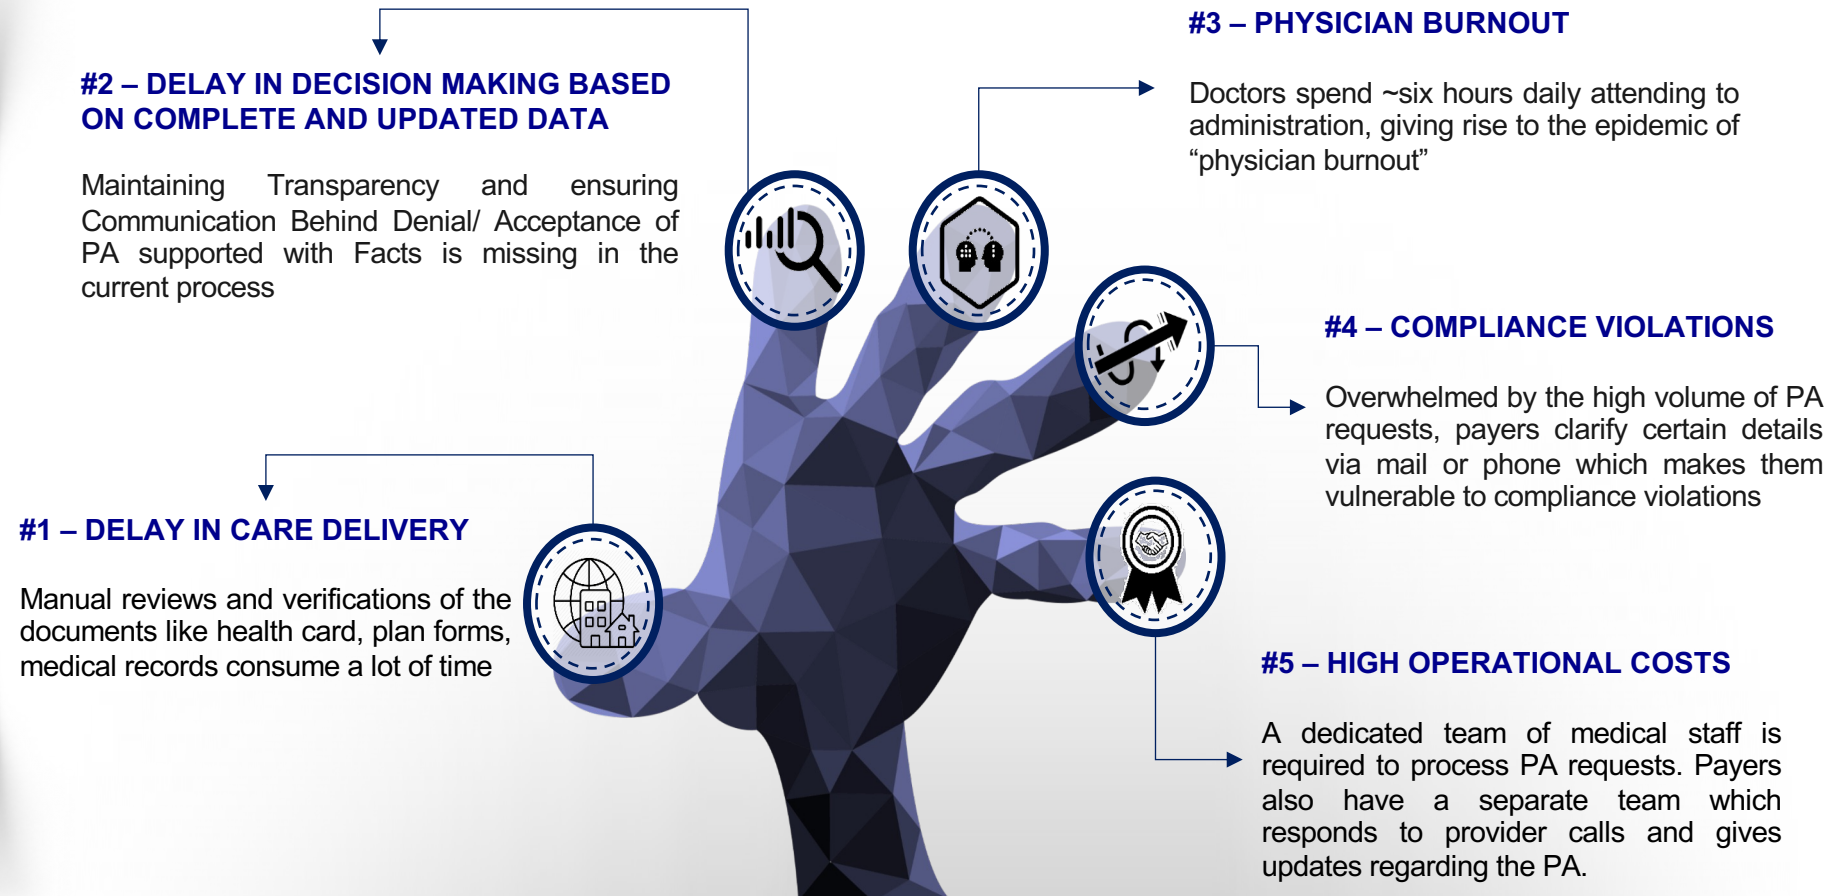 #1 – DELAY IN CARE DELIVERY
Manual reviews and verifications of the
documents like health card, plan forms,
medical records consume a lot of time
#2 – DELAY IN DECISION MAKING BASED
ON COMPLETE AND UPDATED DATA
Maintaining Transparency and ensuring
Communication Behind Denial/ Acceptance of
PA supported with Facts is missing in the
current process
#3 – PHYSICIAN BURNOUT
Doctors spend ~six hours daily attending to
administration, giving rise to the epidemic of
“physician burnout”
#4 – COMPLIANCE VIOLATIONS
Overwhelmed by the high volume of PA
requests, payers clarify certain details
via mail or phone which makes them
vulnerable to compliance violations
#5 – HIGH OPERATIONAL COSTS
A dedicated team of medical staff is
required to process PA requests. Payers
also have a separate team which
responds to provider calls and gives
updates regarding the PA.